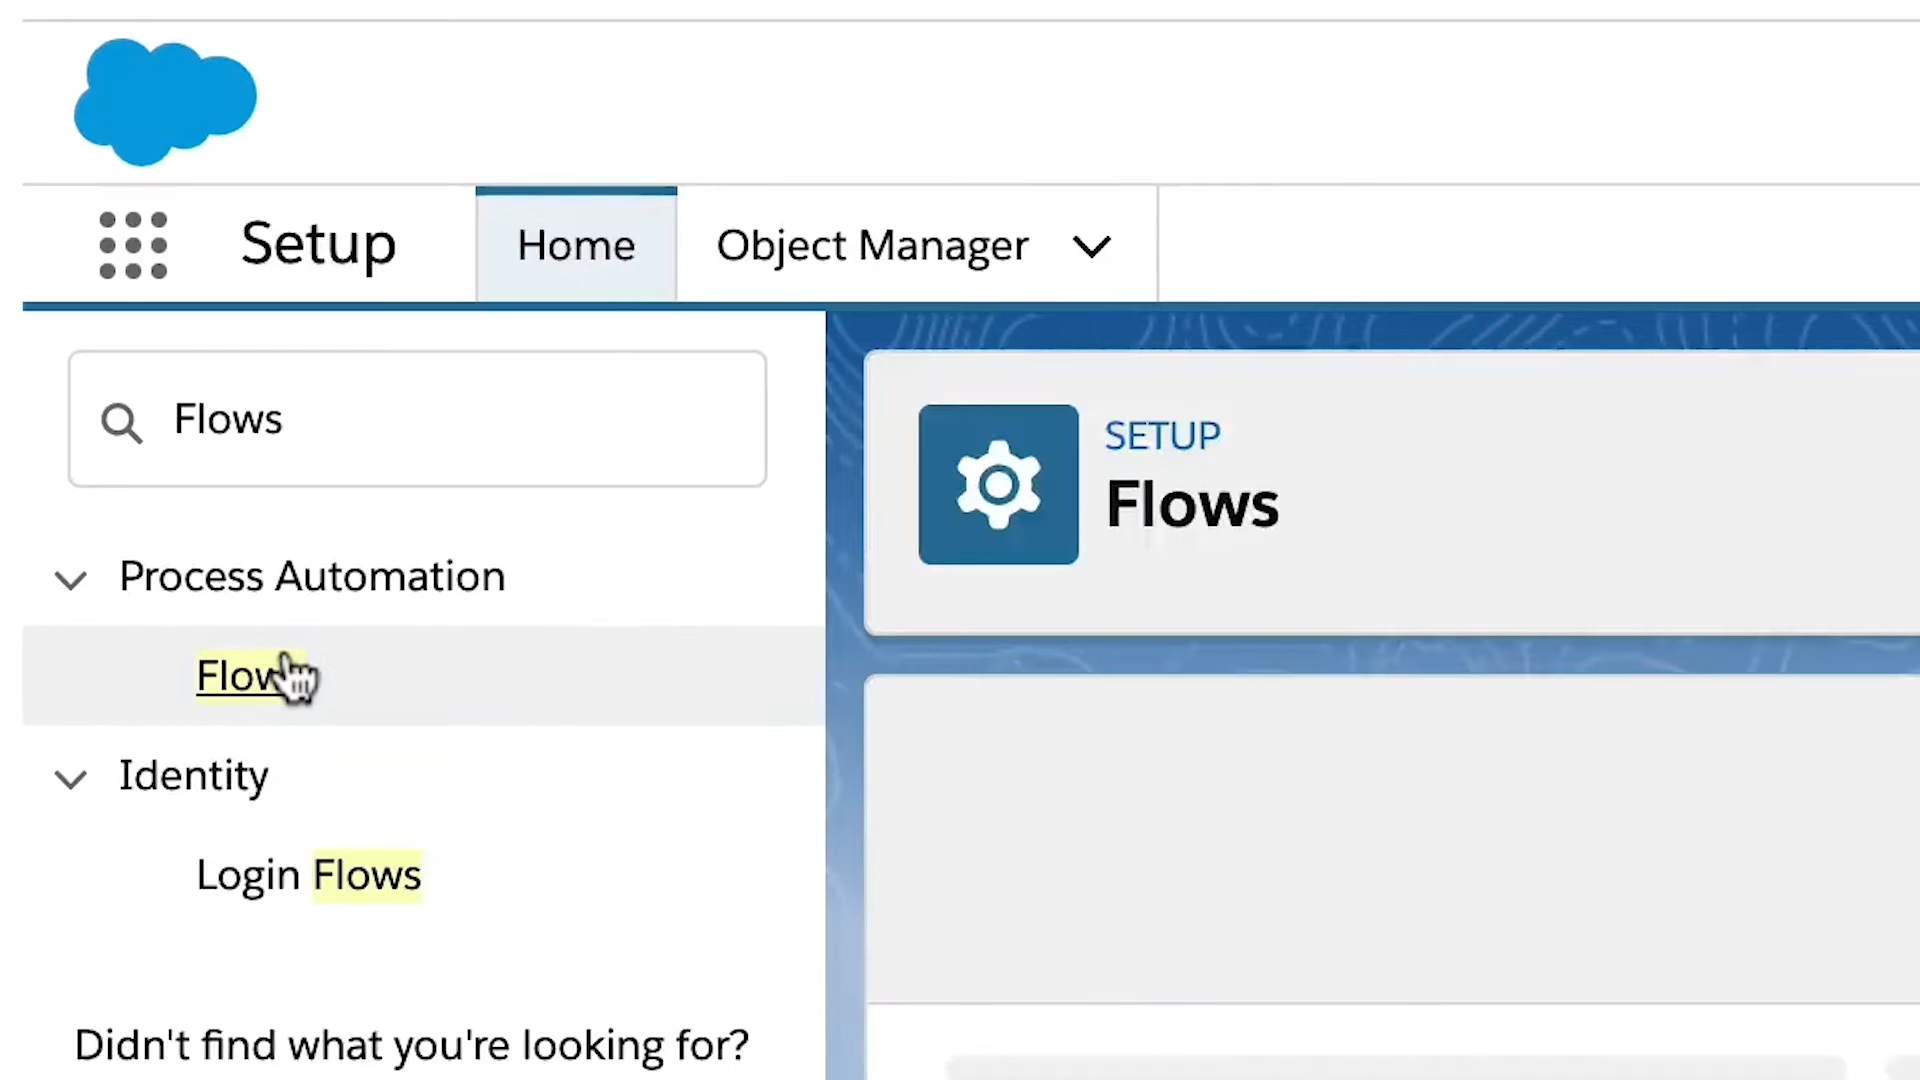 Setup
Home
Object Manager
Flows
SETUP
Flows
Process Automation
Flows
Identity
Login Flows
Didn't find what you're looking for?